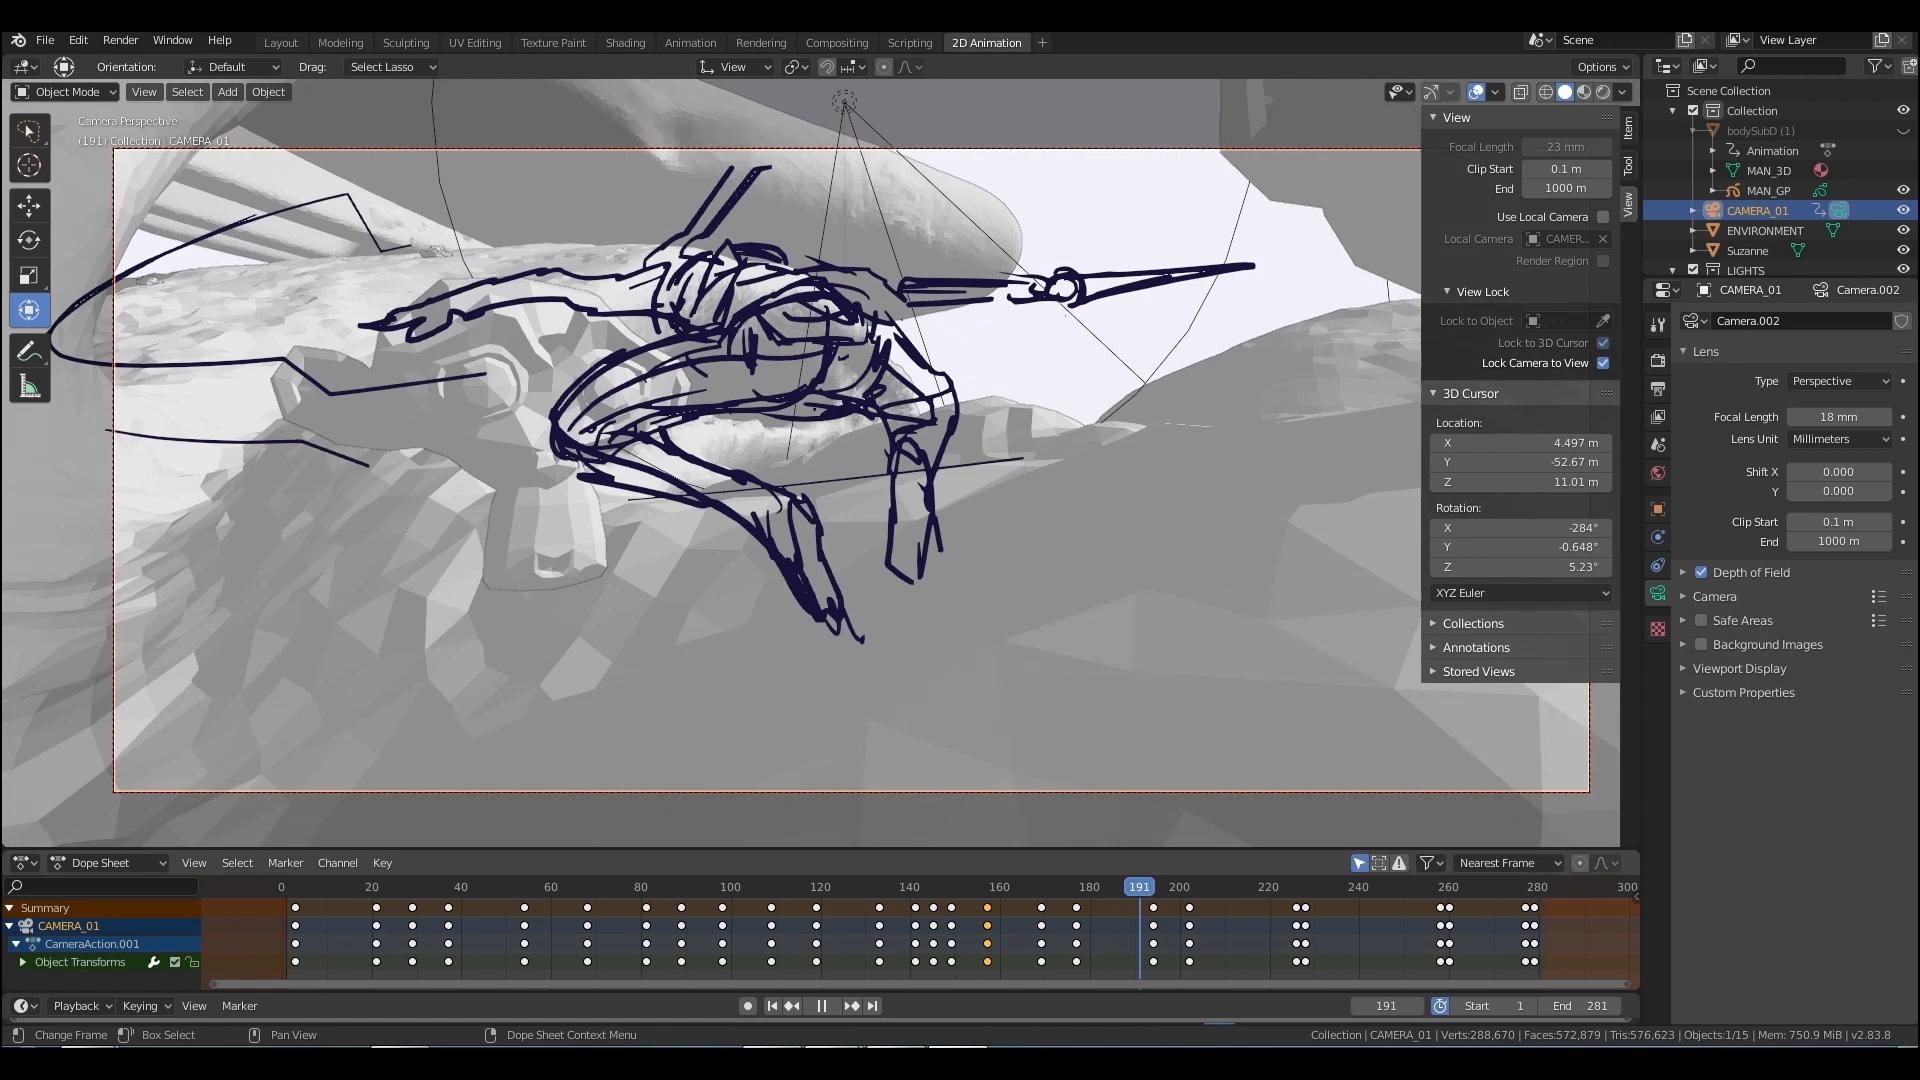 File Edit Render Window Help Layout Modeling Sculpting UV Editing Texture Paint Shading Animation Rendering Compositing Scripting 2D Animation + Scene View Layer
Orientation: Default Drag: Select Lasso View Options
Object Mode View Select Add Object
Camera Perspective
(191) Collection | CAMERA_01
View
Focal Length 23 mm
Clip Start 0.1 m
End 1000 m
Use Local Camera
Local Camera CAMER...
Render Region
View Lock
Lock to Object
Lock to 3D Cursor
Lock Camera to View
3D Cursor
Location:
X 4.497 m
Y -52.67 m
Z 11.01 m
Rotation:
X -284°
Y -0.648°
Z 5.23°
XYZ Euler
Collections
Annotations
Stored Views
Item
Tool
View
Scene Collection
Collection
bodySubD (1)
Animation
MAN_3D
MAN_GP
CAMERA_01
ENVIRONMENT
Suzanne
LIGHTS
CAMERA_01 Camera.002
Camera.002
Lens
Type Perspective
Focal Length 18 mm
Lens Unit Millimeters
Shift X 0.000
Y 0.000
Clip Start 0.1 m
End 1000 m
Depth of Field
Camera
Safe Areas
Background Images
Viewport Display
Custom Properties
Dope Sheet View Select Marker Channel Key Nearest Frame
0 20 40 60 80 100 120 140 160 180 191 200 220 240 260 280 300
Summary
CAMERA_01
CameraAction.001
Object Transforms
Playback Keying View Marker 191 Start 1 End 281
Change Frame Box Select Pan View Dope Sheet Context Menu Collection | CAMERA_01 | Verts:288,670 | Faces:572,879 | Tris:576,623 | Objects:1/15 | Mem: 750.9 MiB | v2.83.8